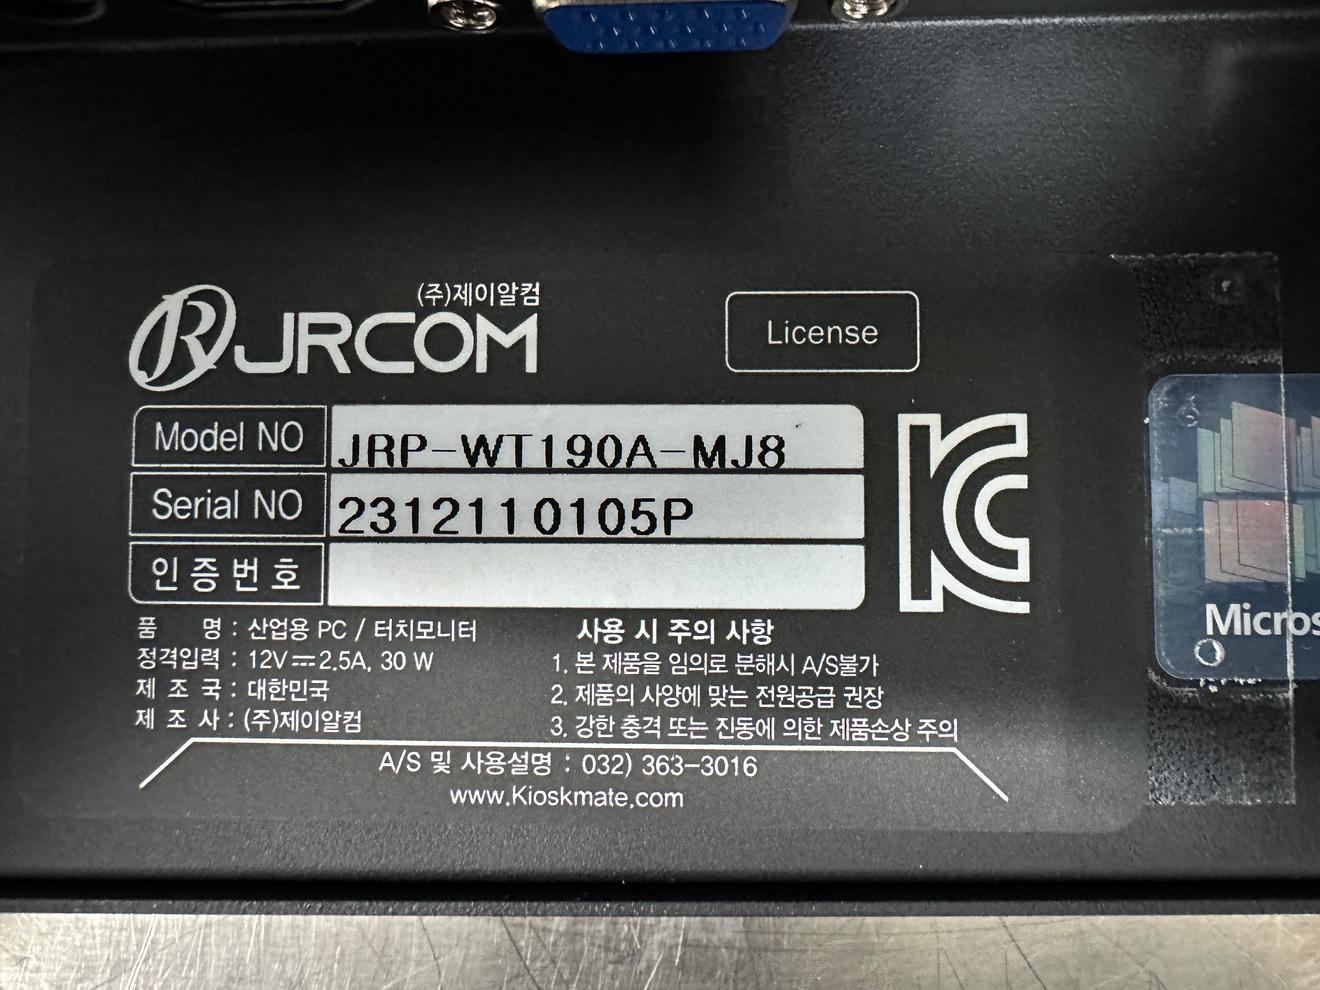 (주)제이알컴
JRCOM
License
Model NO JRP-WT190A-MJ8
Serial NO 2312110105P
인증번호
품 명 : 산업용 PC / 터치모니터
정격입력 : 12V⎓2.5A, 30 W
제 조 국 : 대한민국
제 조 사 : (주)제이알컴
사용 시 주의 사항
1. 본 제품을 임의로 분해시 A/S불가
2. 제품의 사양에 맞는 전원공급 권장
3. 강한 충격 또는 진동에 의한 제품손상 주의
A/S 및 사용설명 : 032) 363-3016
www.Kioskmate.com
Micros